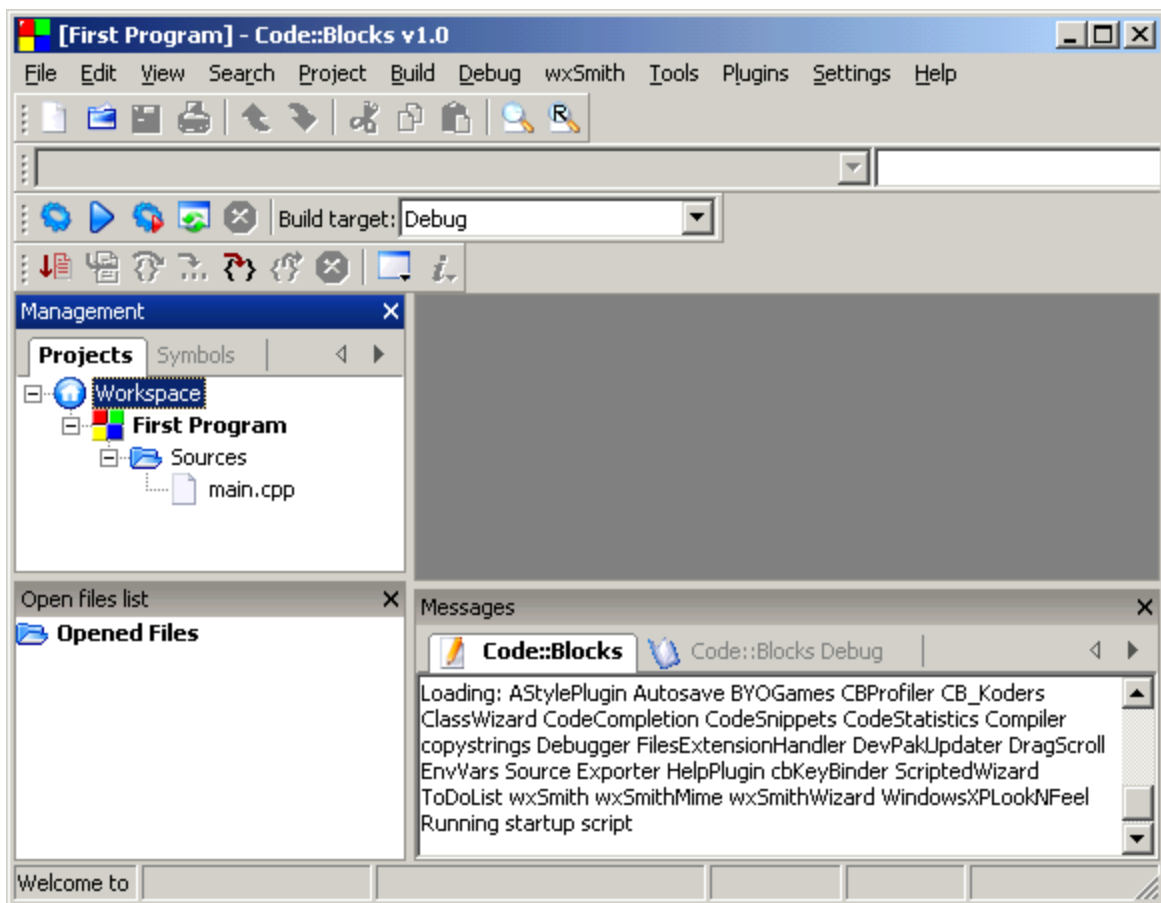 [First Program] - Code::Blocks v1.0
File Edit View Search Project Build Debug wxSmith Tools Plugins Settings Help
R
Build target: Debug
Management
Projects Symbols
Workspace
First Program
Sources
main.cpp
Open files list
Opened Files
Messages
Code::Blocks Code::Blocks Debug
Loading: AStylePlugin Autosave BYOGames CBProfiler CB_Koders
ClassWizard CodeCompletion CodeSnippets CodeStatistics Compiler
copystrings Debugger FilesExtensionHandler DevPakUpdater DragScroll
EnvVars Source Exporter HelpPlugin cbKeyBinder ScriptedWizard
ToDoList wxSmith wxSmithMime wxSmithWizard WindowsXPLookNFeel
Running startup script
Welcome to